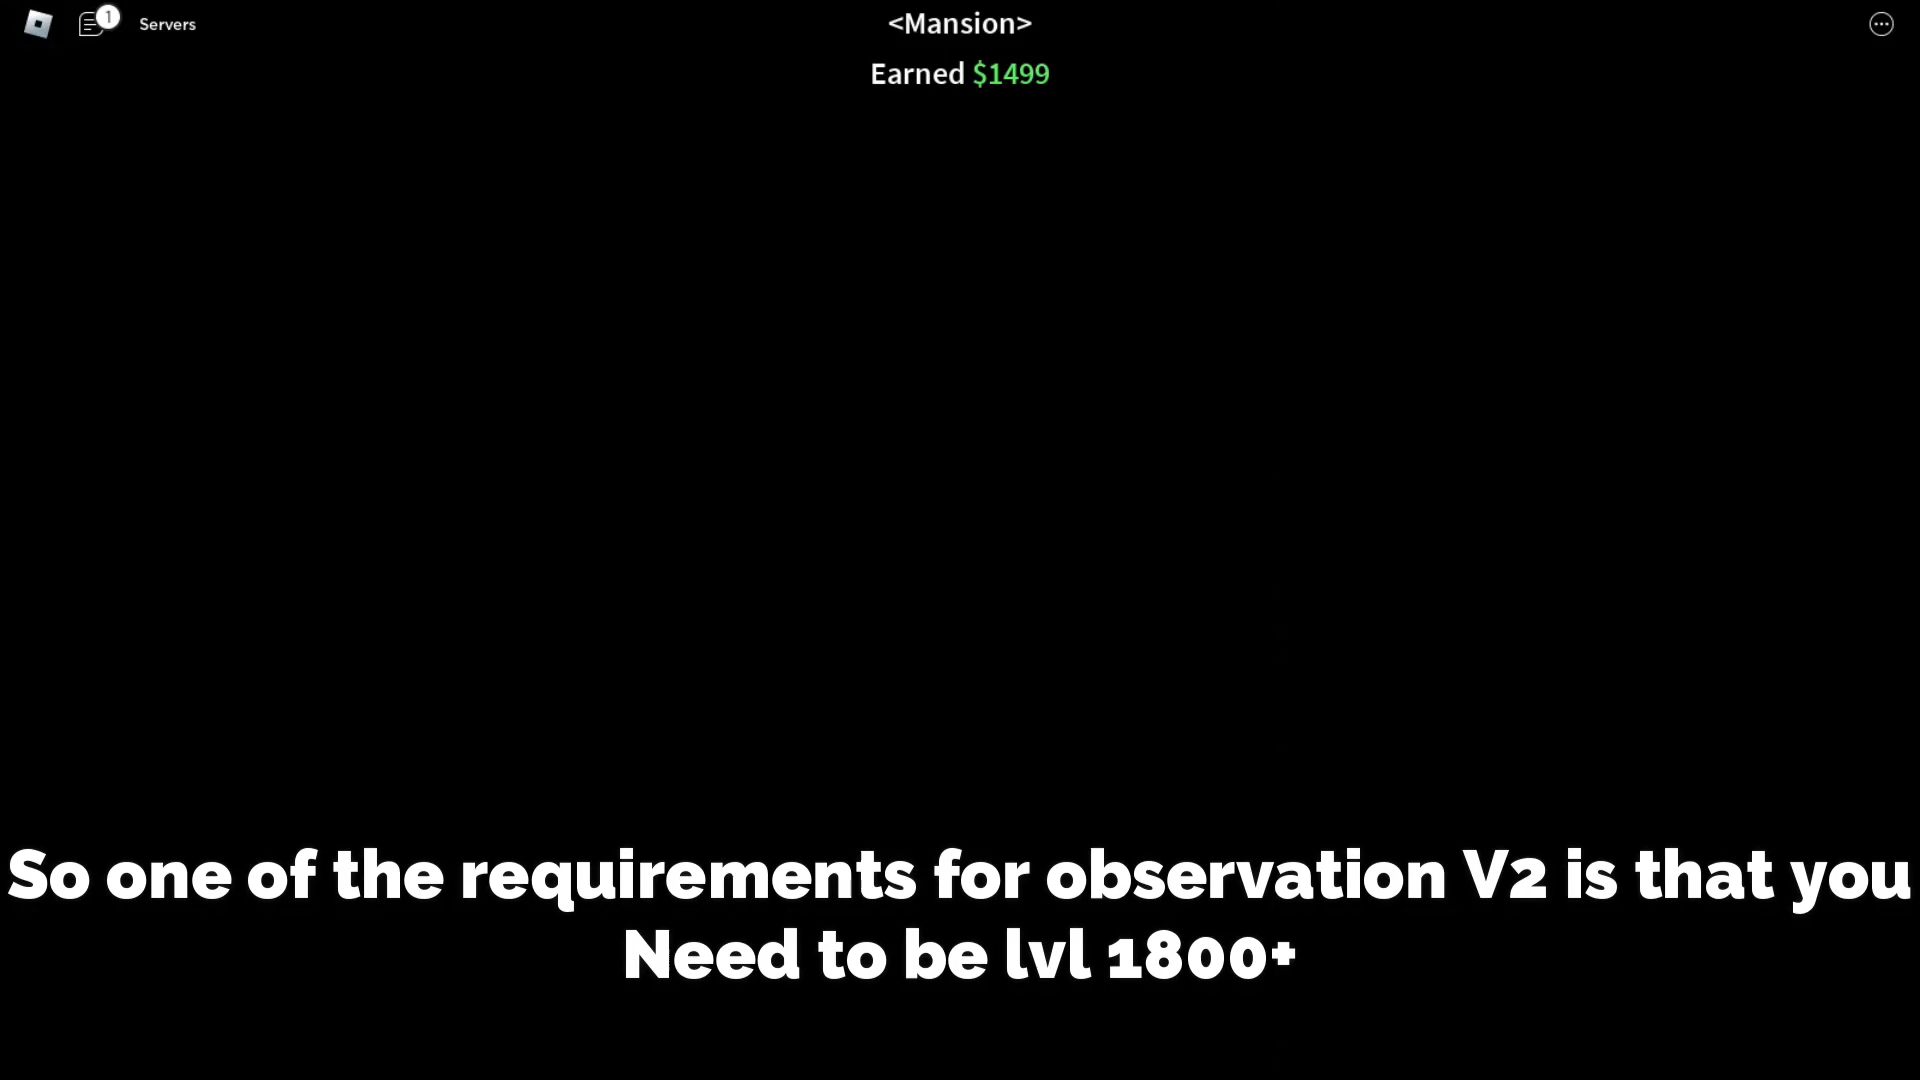 1
Servers
<Mansion>
Earned $1499
So one of the requirements for observation V2 is that you
Need to be lvl 1800+